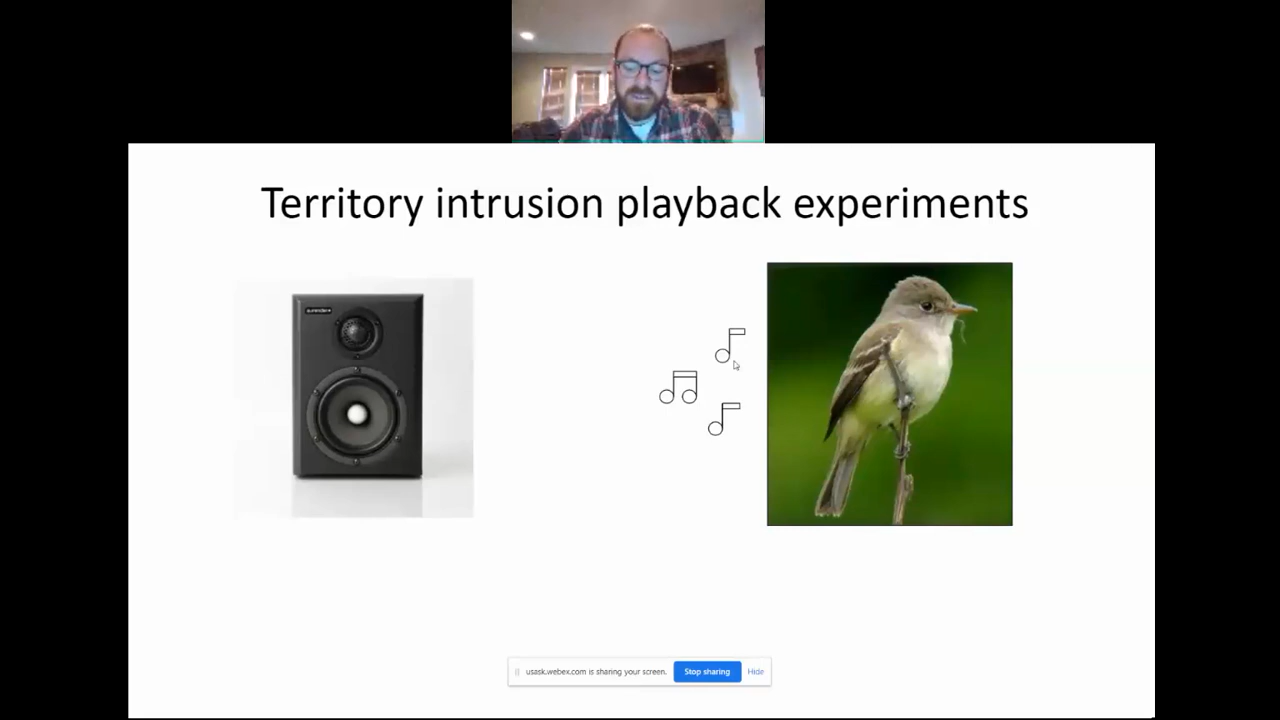 Territory intrusion playback experiments
usask.webex.com is sharing your screen.
Stop sharing
Hide